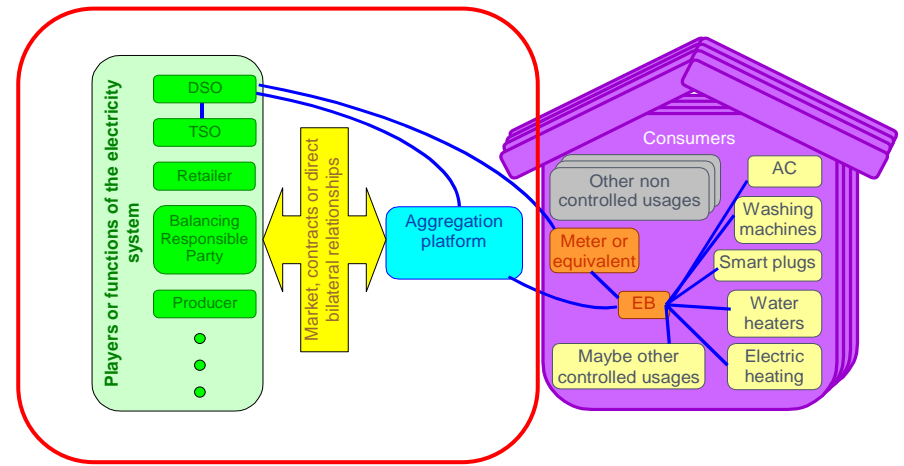 Players or functions of the electricity
system
DSO
TSO
Retailer
Balancing
Responsible
Party
Producer
Market, contracts or direct
bilateral relationships
Aggregation
platform
Consumers
Other non
controlled usages
Meter or
equivalent
EB
AC
Washing
machines
Smart plugs
Water
heaters
Electric
heating
Maybe other
controlled usages